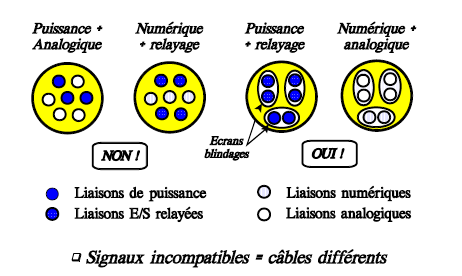 Puissance +
Analogique
Numérique
+ relayage
Puissance
+ relayage
Numérique +
analogique
Ecrans
blindages
NON !
OUI !
Liaisons de puissance
Liaisons numériques
Liaisons E/S relayées
Liaisons analogiques
❑ Signaux incompatibles = câbles différents